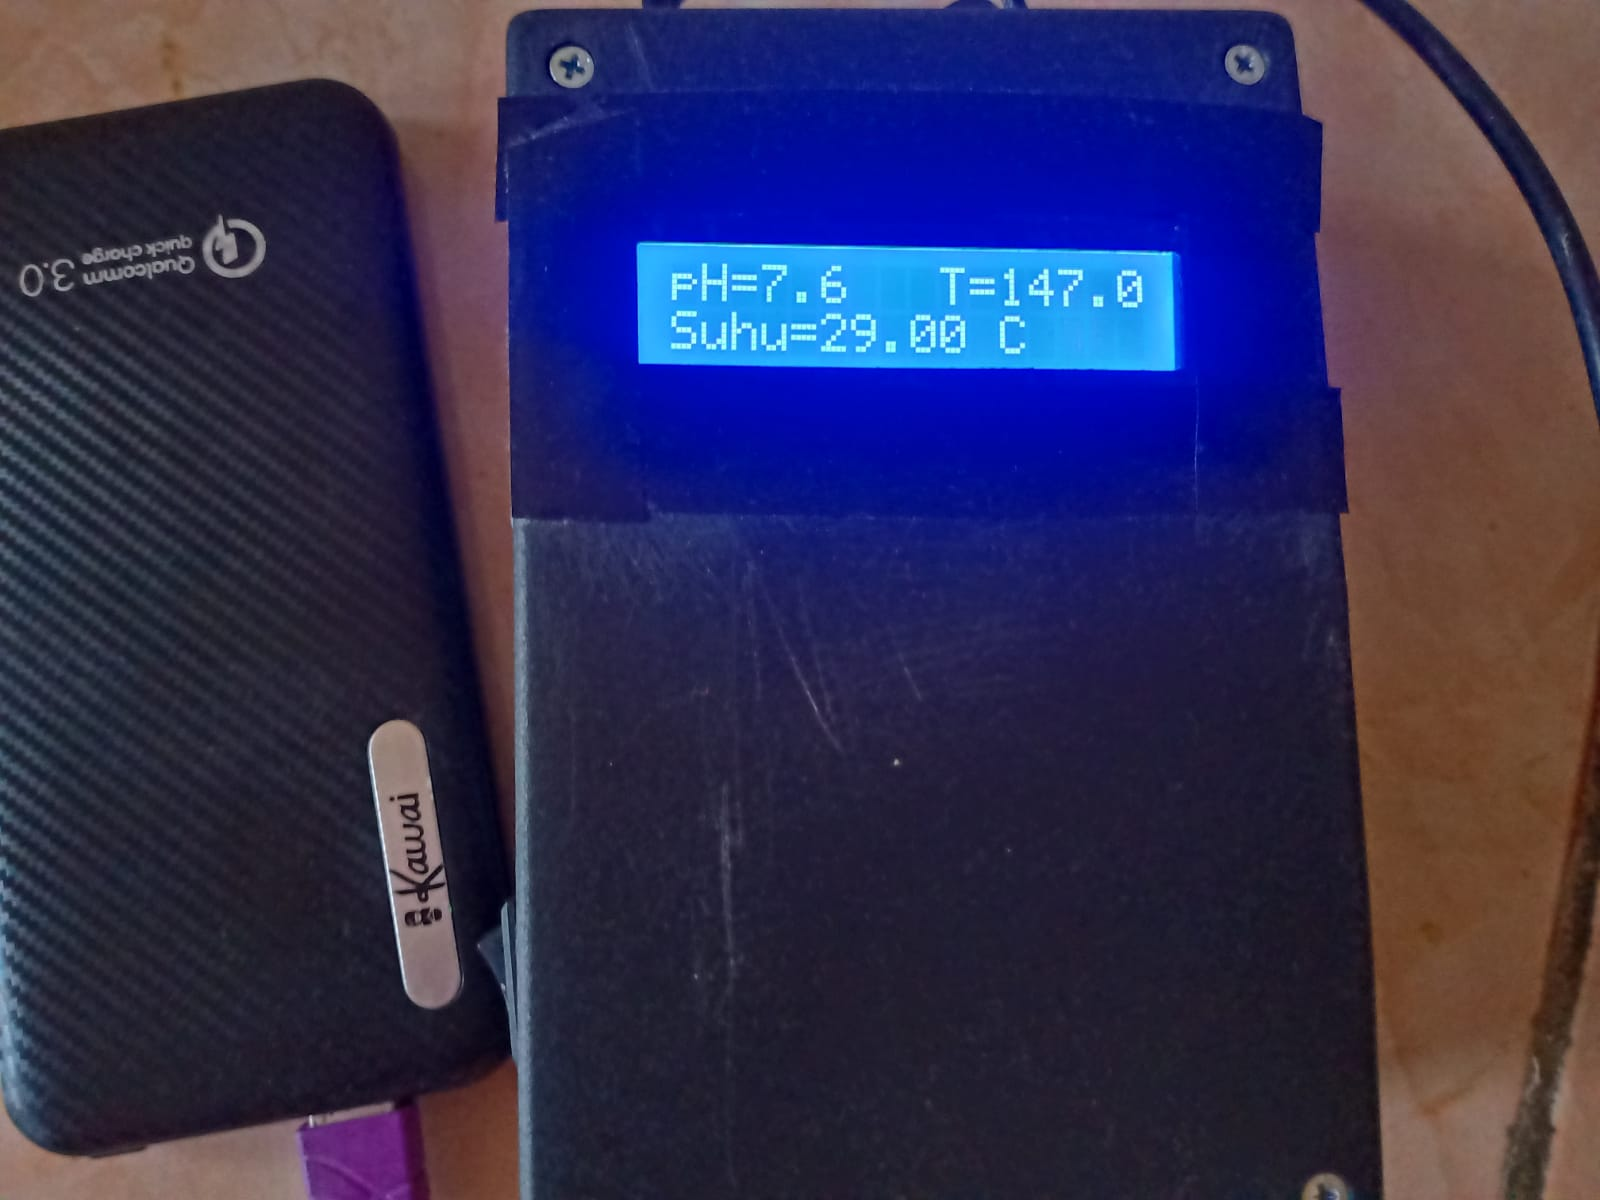 pH=7.6 T=147.0
Suhu=29.00 C
Qualcomm
quick charge 3.0
Kawai